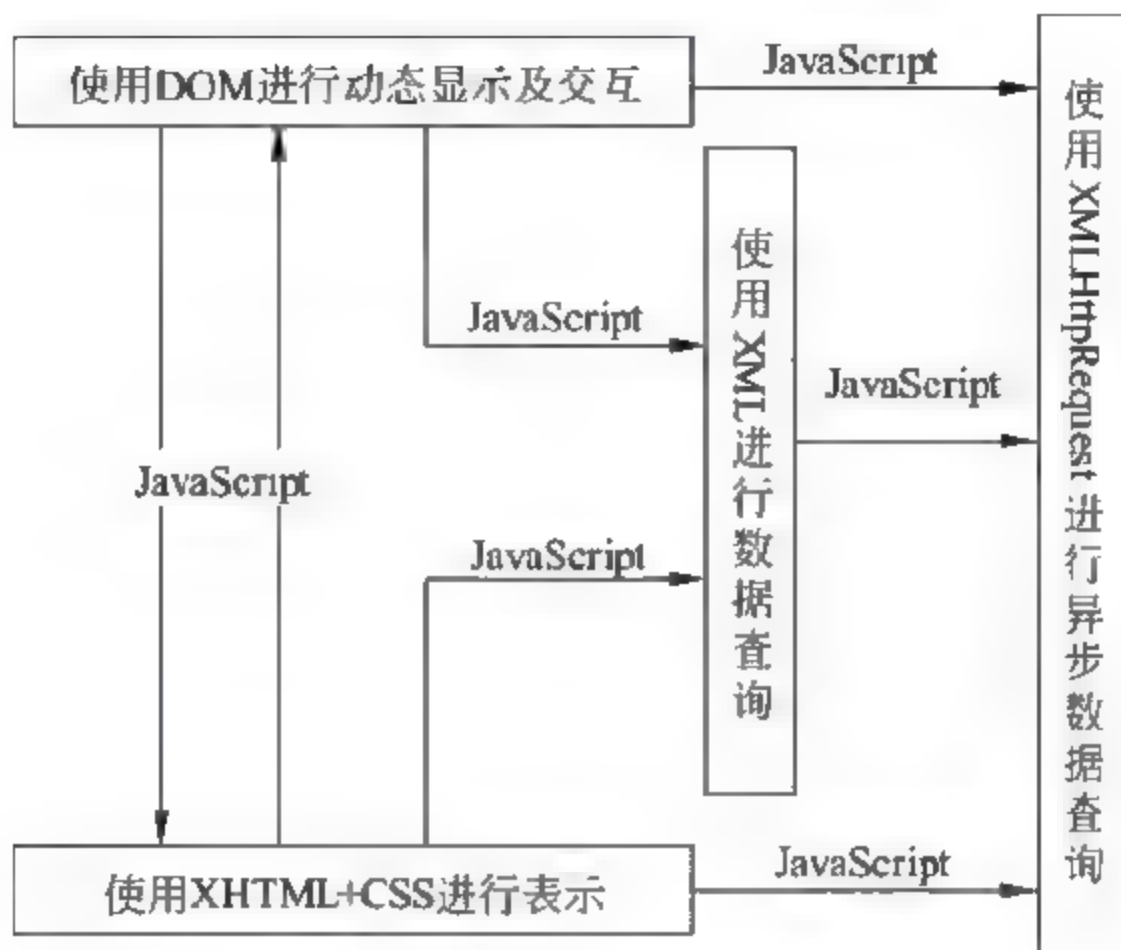 使用DOM进行动态显示及交互
JavaScript
使用XMLHttpRequest进行异步数据查询
使用XML进行数据查询
JavaScript
JavaScript
JavaScript
JavaScript
使用XHTML+CSS进行表示
JavaScript